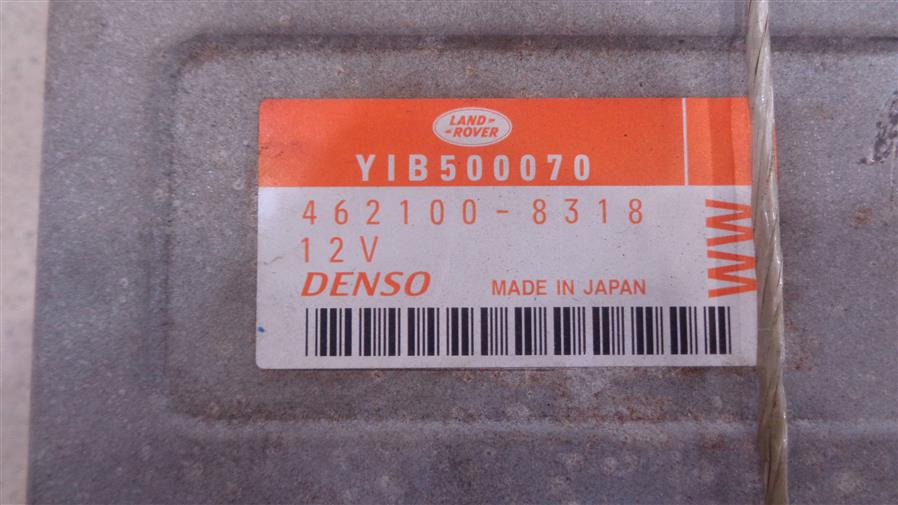 LAND ROVER
YIB500070
462100-8318
12V
DENSO MADE IN JAPAN
WW